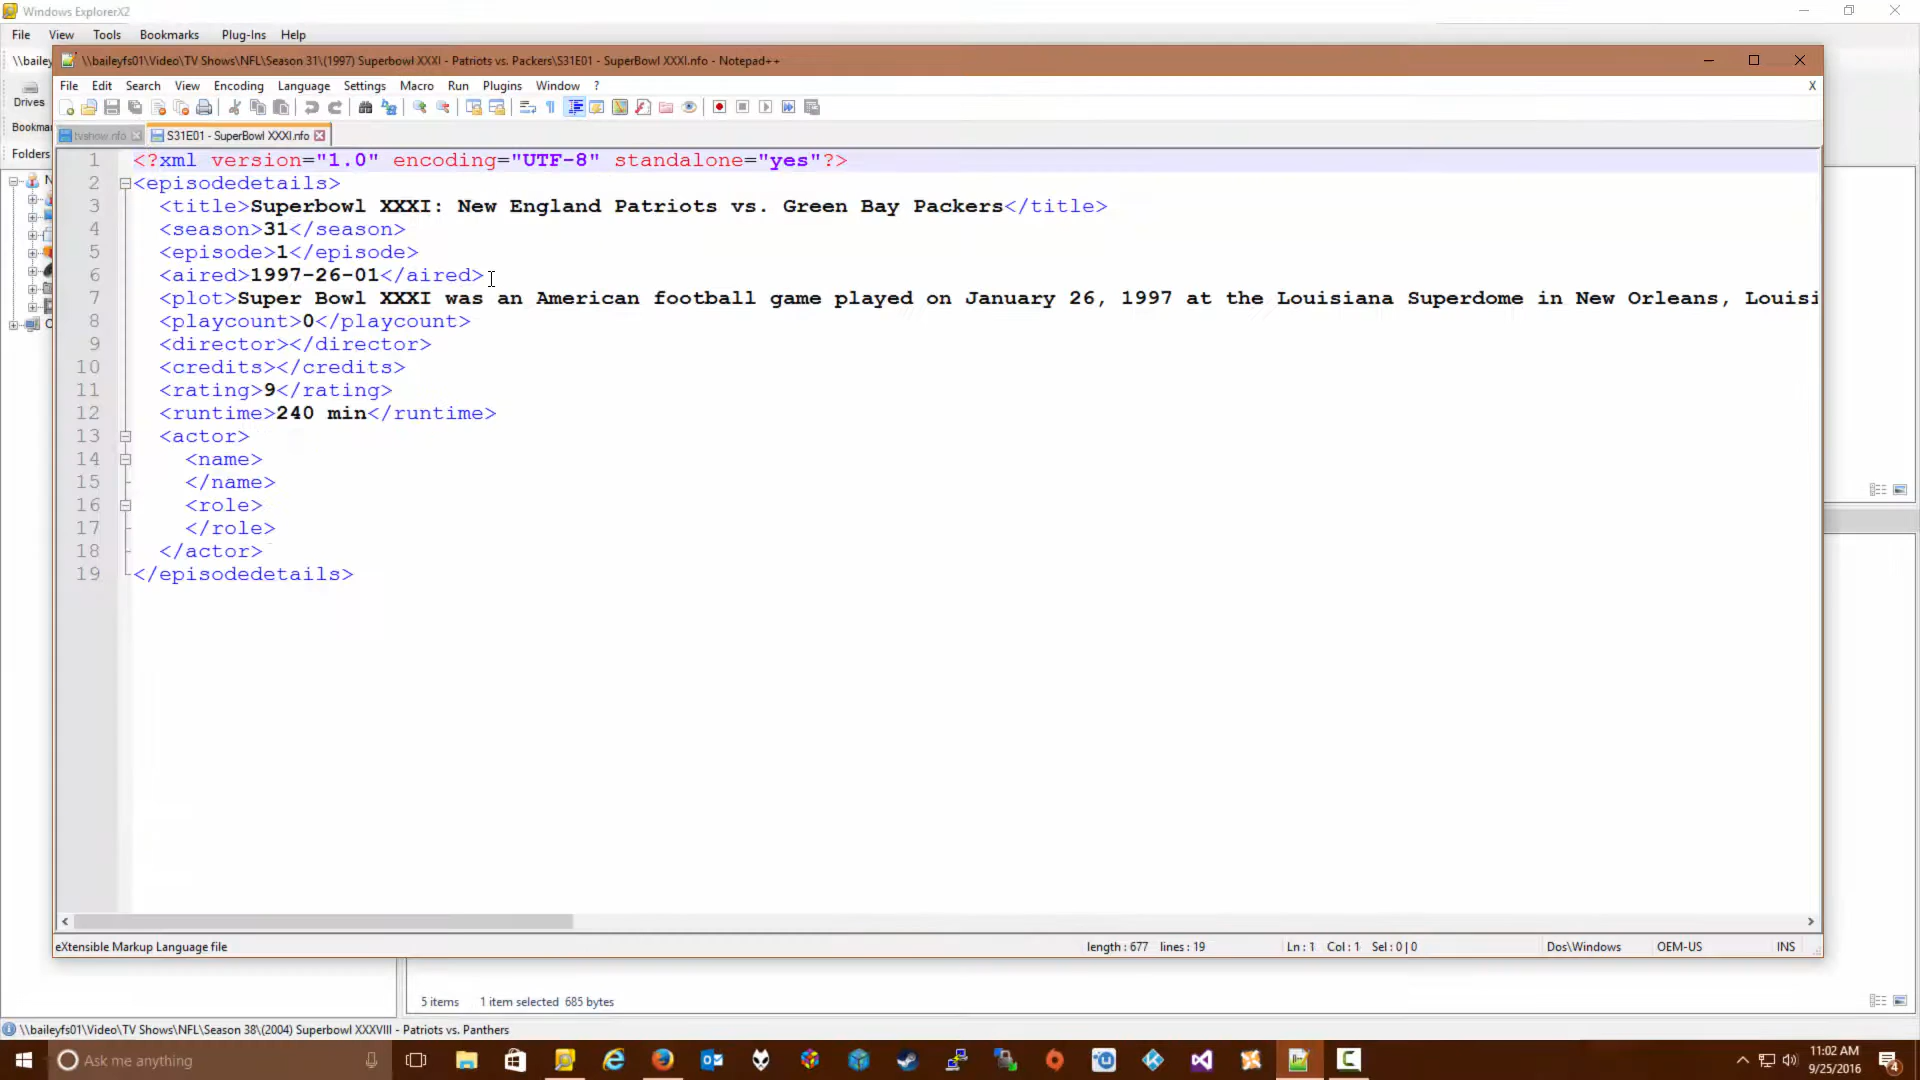 Windows ExplorerX2
File View Tools Bookmarks Plug-Ins Help
\\bailey
\\baileyfs01\Video\TV Shows\NFL\Season 31\(1997) Superbowl XXXI - Patriots vs. Packers\S31E01 - SuperBowl XXXI.nfo - Notepad++
File Edit Search View Encoding Language Settings Macro Run Plugins Window ? X
Drives
Bookma
Folders
tvshow.nfo S31E01 - SuperBowl XXXI.nfo
1 <?xml version="1.0" encoding="UTF-8" standalone="yes"?>
2 <episodedetails>
3 <title>Superbowl XXXI: New England Patriots vs. Green Bay Packers</title>
4 <season>31</season>
5 <episode>1</episode>
6 <aired>1997-26-01</aired>
7 <plot>Super Bowl XXXI was an American football game played on January 26, 1997 at the Louisiana Superdome in New Orleans, Louisi
8 <playcount>0</playcount>
9 <director></director>
10 <credits></credits>
11 <rating>9</rating>
12 <runtime>240 min</runtime>
13 <actor>
14 <name>
15 </name>
16 <role>
17 </role>
18 </actor>
19 </episodedetails>
eXtensible Markup Language file length : 677 lines : 19 Ln : 1 Col : 1 Sel : 0 | 0 Dos\Windows OEM-US INS
5 items 1 item selected 685 bytes
\\baileyfs01\Video\TV Shows\NFL\Season 38\(2004) Superbowl XXXVIII - Patriots vs. Panthers
Ask me anything
11:02 AM
9/25/2016
4